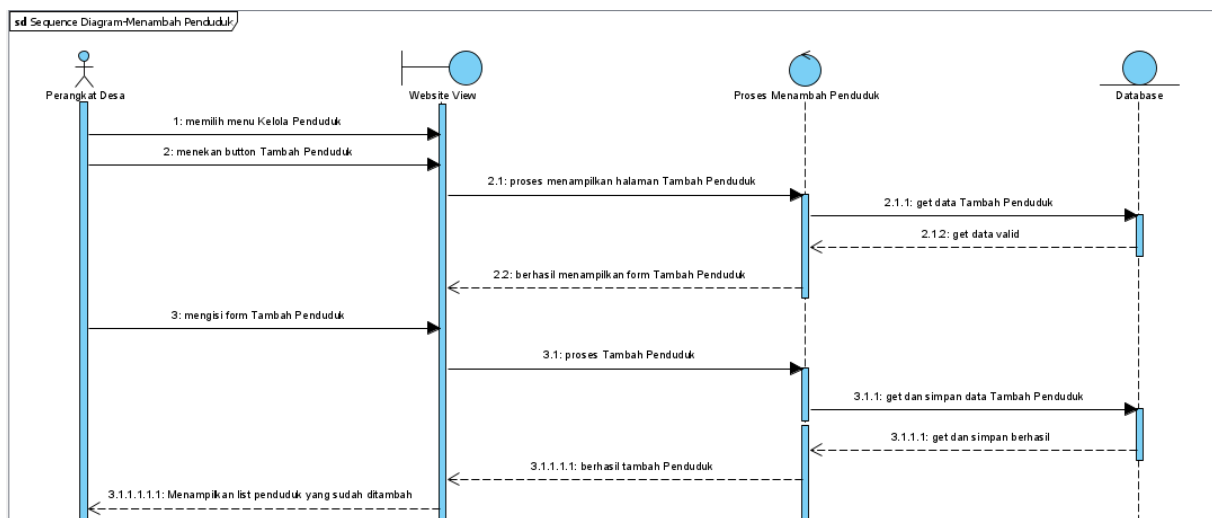 sd Sequence Diagram-Menambah Penduduk
Perangkat Desa
Website View
Proses Menambah Penduduk
Database
1: memilih menu Kelola Penduduk
2: menekan button Tambah Penduduk
2.1: proses menampilkan halaman Tambah Penduduk
2.1.1: get data Tambah Penduduk
2.1.2: get data valid
2.2: berhasil menampilkan form Tambah Penduduk
3: mengisi form Tambah Penduduk
3.1: proses Tambah Penduduk
3.1.1: get dan simpan data Tambah Penduduk
3.1.1.1: get dan simpan berhasil
3.1.1.1.1: berhasil tambah Penduduk
3.1.1.1.1.1: Menampilkan list penduduk yang sudah ditambah